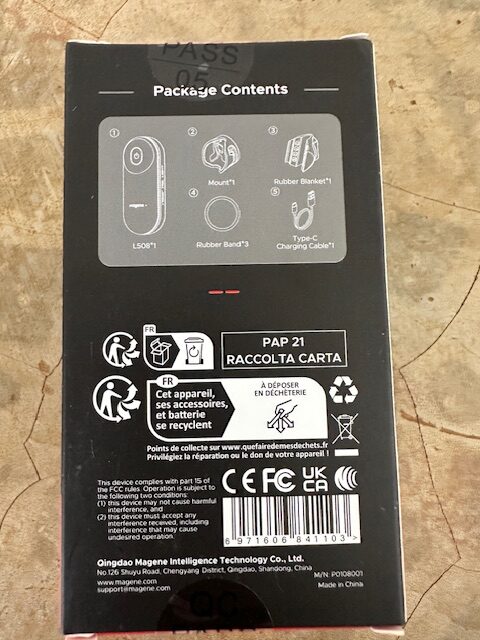 PASS
05
Package Contents
①
②
③
magene
Mount*1
Rubber Blanket*1
④
⑤
L508*1
Rubber Band*3
Type-C
Charging Cable*1
FR
PAP 21
RACCOLTA CARTA
FR
Cet appareil,
ses accessoires,
et batterie
se recyclent
À DÉPOSER
EN DÉCHÈTERIE
Points de collecte sur www.quefairedemesdechets.fr
Privilégiez la réparation ou le don de votre appareil !
This device complies with part 15 of
the FCC rules. Operation is subject to
the following two conditions:
(1) this device may not cause harmful
interference, and
(2) this device must accept any
interference received, including
interference that may cause
undesired operation.
CE FC UK
CA
6 971606 841103 >
Qingdao Magene Intelligence Technology Co., Ltd.
No.126 Shuyu Road, Chengyang District, Qingdao, Shandong, China
www.magene.com
M/N: P0108001
support@magene.com
Made in China